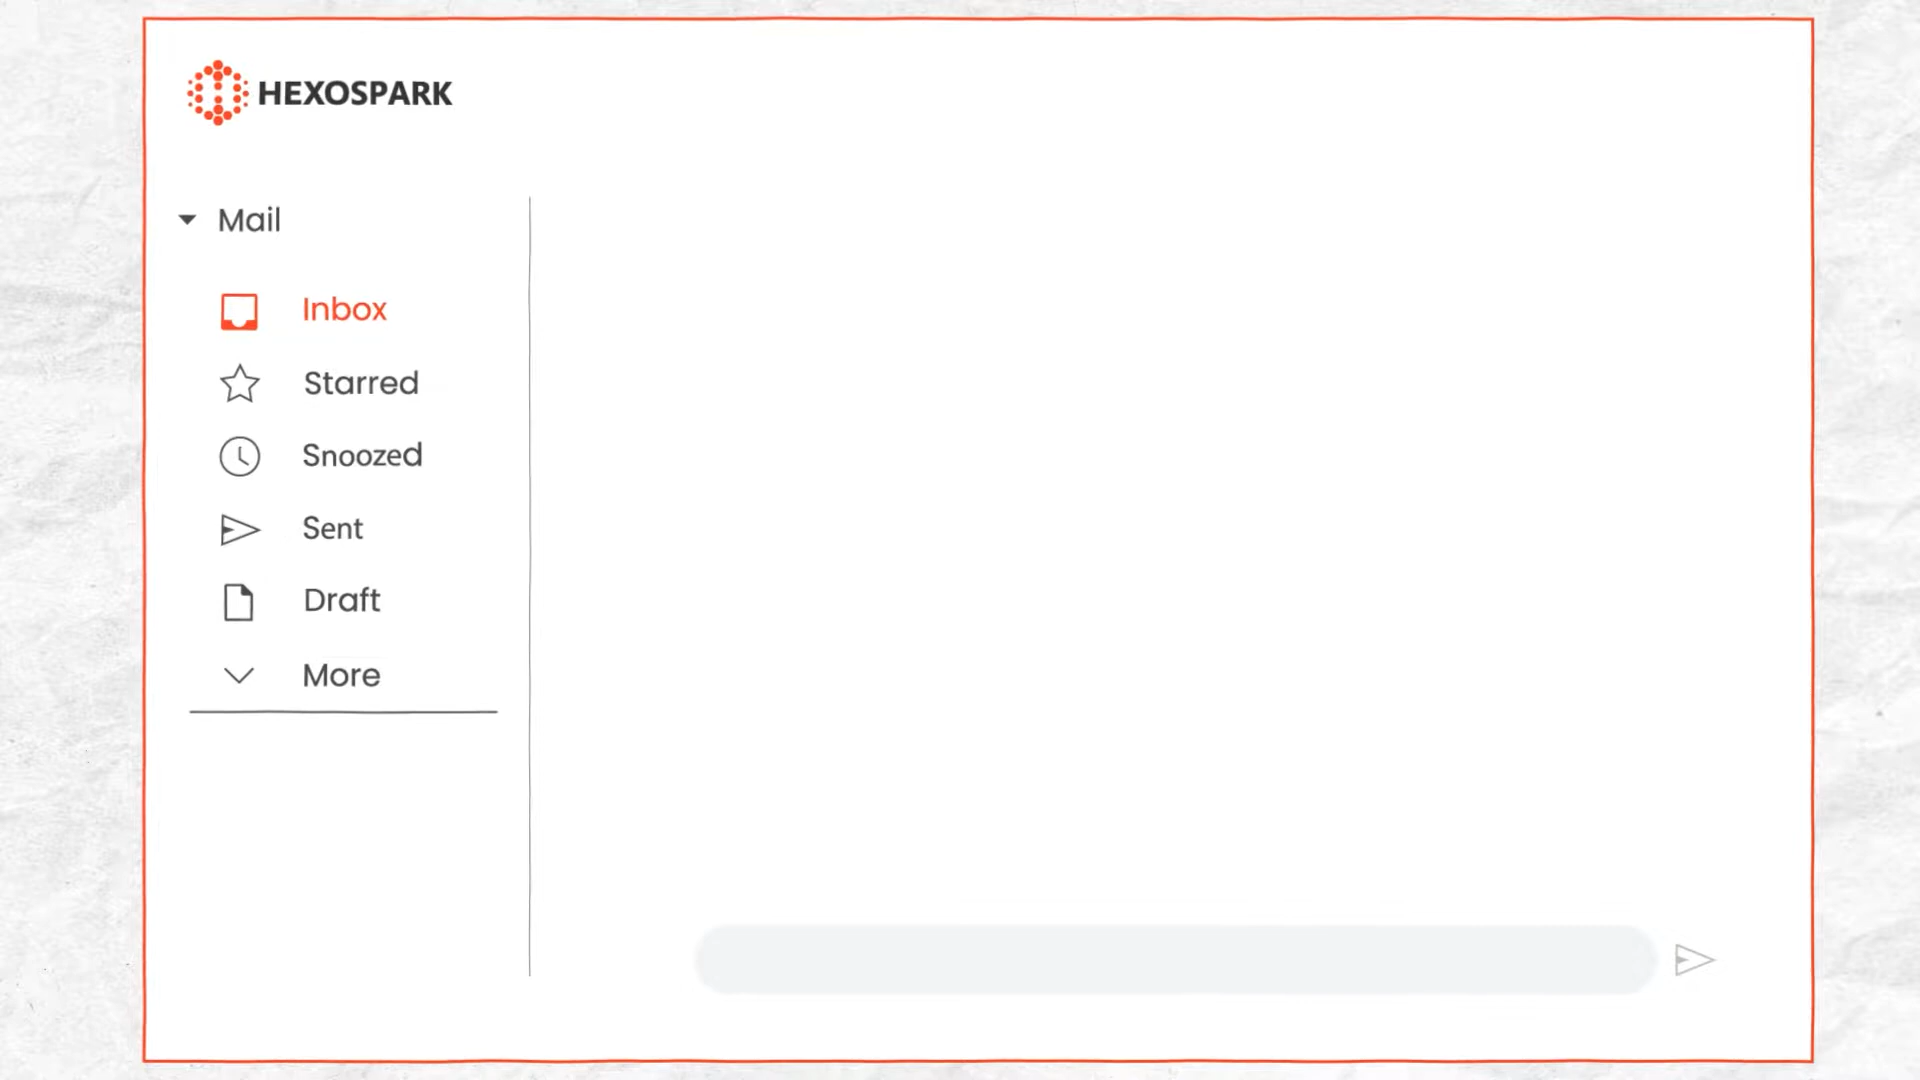 HEXOSPARK
Mail
Inbox
Starred
Snoozed
Sent
Draft
More